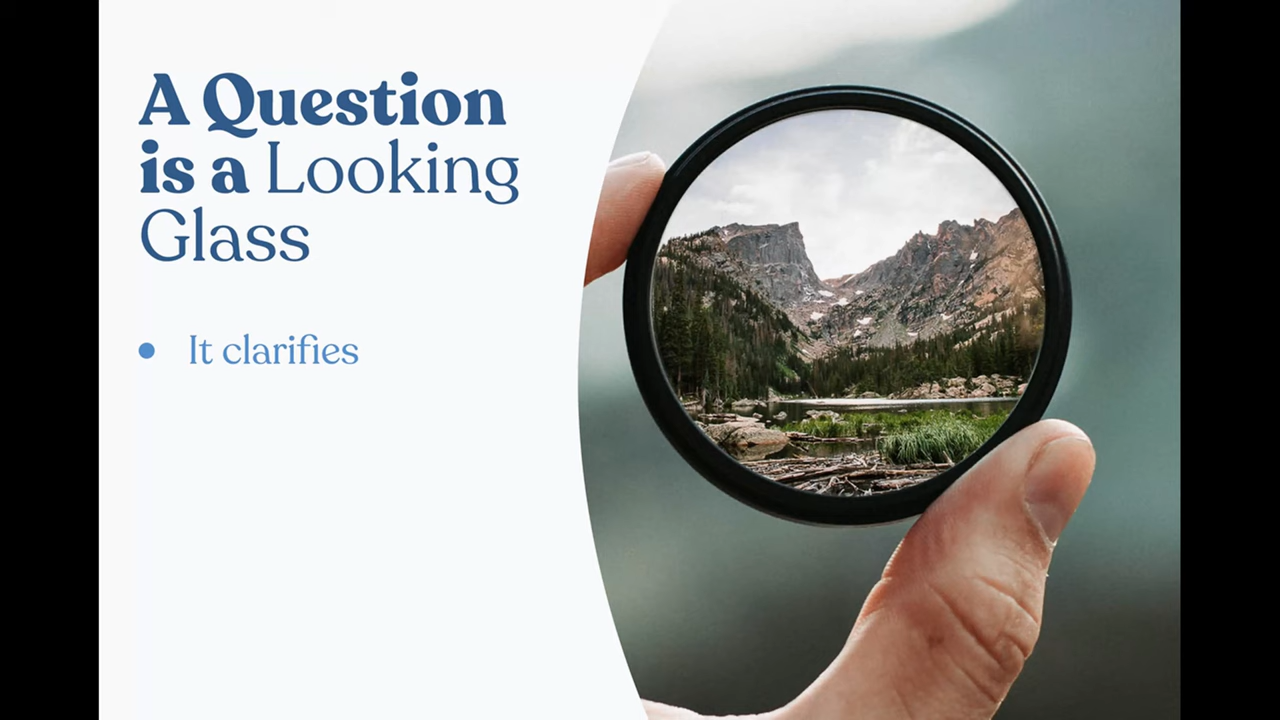 A Question
is a Looking
Glass
• It clarifies